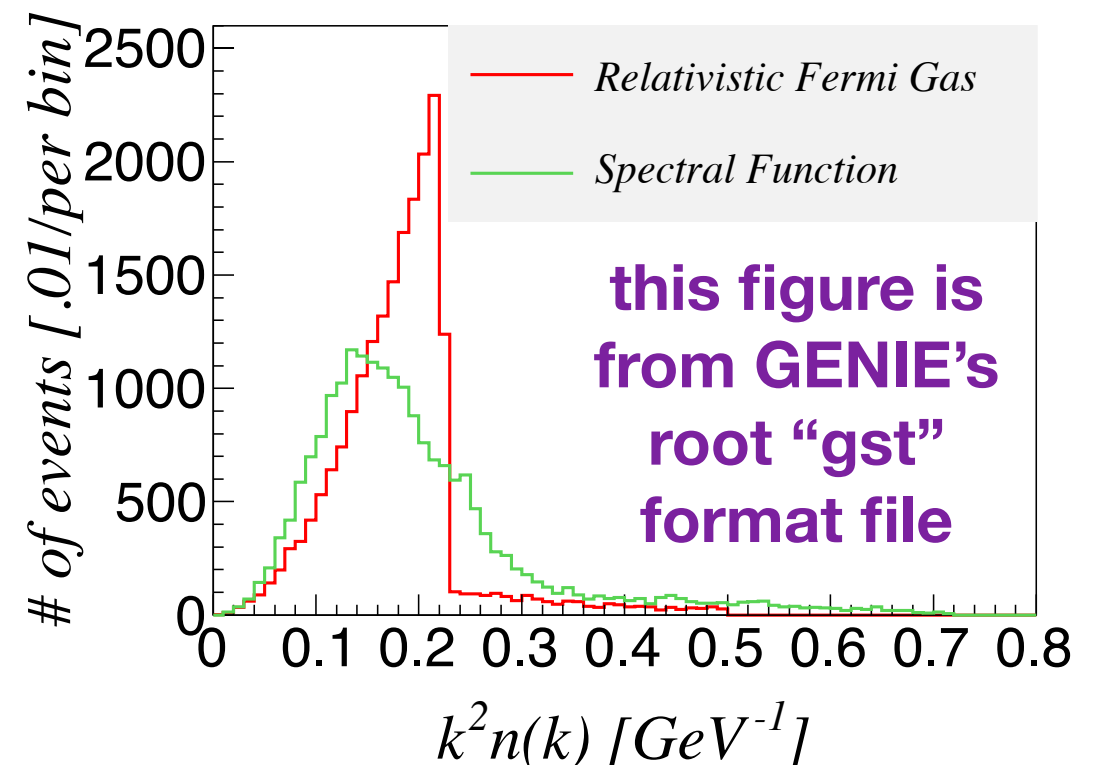 # of events [.01/per bin]
2500
2000
1500
1000
500
0
Relativistic Fermi Gas
Spectral Function
this figure is
from GENIE’s
root “gst”
format file
0 0.1 0.2 0.3 0.4 0.5 0.6 0.7 0.8
k²n(k) [GeV⁻¹]